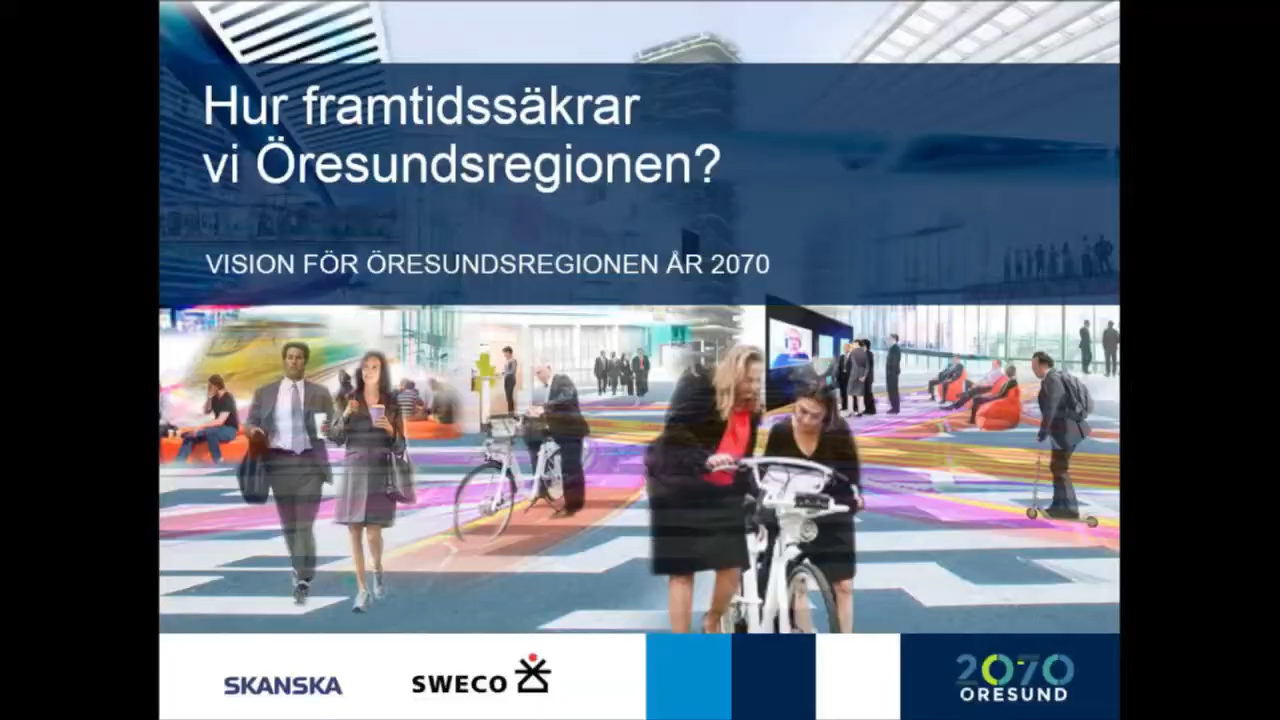 Hur framtidssäkrar
vi Öresundsregionen?
VISION FÖR ÖRESUNDSREGIONEN ÅR 2070
SKANSKA
SWECO
2070
ORESUND